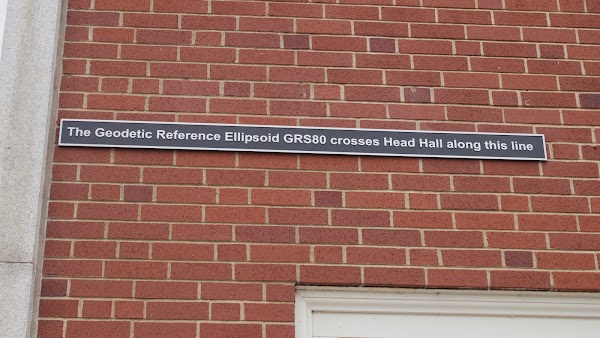 The Geodetic Reference Ellipsoid GRS80 crosses Head Hall along this line